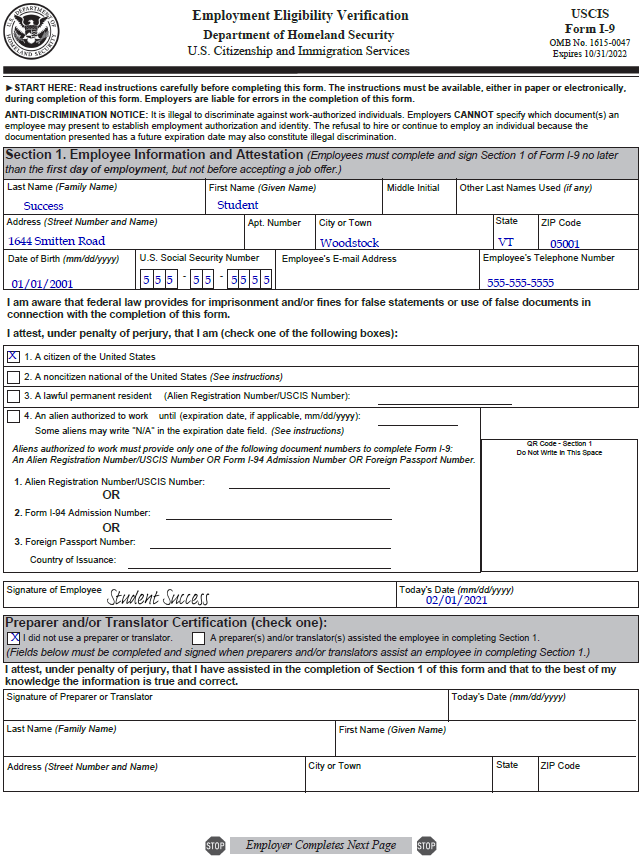 U.S. DEPARTMENT OF HOMELAND SECURITY
Employment Eligibility Verification
Department of Homeland Security
U.S. Citizenship and Immigration Services
USCIS
Form I-9
OMB No. 1615-0047
Expires 10/31/2022
►START HERE: Read instructions carefully before completing this form. The instructions must be available, either in paper or electronically,
during completion of this form. Employers are liable for errors in the completion of this form.
ANTI-DISCRIMINATION NOTICE: It is illegal to discriminate against work-authorized individuals. Employers CANNOT specify which document(s) an
employee may present to establish employment authorization and identity. The refusal to hire or continue to employ an individual because the
documentation presented has a future expiration date may also constitute illegal discrimination.
Section 1. Employee Information and Attestation (Employees must complete and sign Section 1 of Form I-9 no later
than the first day of employment, but not before accepting a job offer.)
Last Name (Family Name) First Name (Given Name) Middle Initial Other Last Names Used (if any)
Success Student
Address (Street Number and Name) Apt. Number City or Town State ZIP Code
1644 Smitten Road Woodstock VT 05001
Date of Birth (mm/dd/yyyy) U.S. Social Security Number Employee's E-mail Address Employee's Telephone Number
01/01/2001 555-55-5555 555-555-5555
I am aware that federal law provides for imprisonment and/or fines for false statements or use of false documents in
connection with the completion of this form.
I attest, under penalty of perjury, that I am (check one of the following boxes):
X 1. A citizen of the United States
2. A noncitizen national of the United States (See instructions)
3. A lawful permanent resident (Alien Registration Number/USCIS Number):
4. An alien authorized to work until (expiration date, if applicable, mm/dd/yyyy):
Some aliens may write "N/A" in the expiration date field. (See instructions)
Aliens authorized to work must provide only one of the following document numbers to complete Form I-9:
An Alien Registration Number/USCIS Number OR Form I-94 Admission Number OR Foreign Passport Number.
1. Alien Registration Number/USCIS Number:
OR
2. Form I-94 Admission Number:
OR
3. Foreign Passport Number:
Country of Issuance:
QR Code - Section 1
Do Not Write In This Space
Signature of Employee Student Success Today's Date (mm/dd/yyyy)
02/01/2021
Preparer and/or Translator Certification (check one):
X I did not use a preparer or translator. A preparer(s) and/or translator(s) assisted the employee in completing Section 1.
(Fields below must be completed and signed when preparers and/or translators assist an employee in completing Section 1.)
I attest, under penalty of perjury, that I have assisted in the completion of Section 1 of this form and that to the best of my
knowledge the information is true and correct.
Signature of Preparer or Translator Today's Date (mm/dd/yyyy)
Last Name (Family Name) First Name (Given Name)
Address (Street Number and Name) City or Town State ZIP Code
STOP Employer Completes Next Page STOP